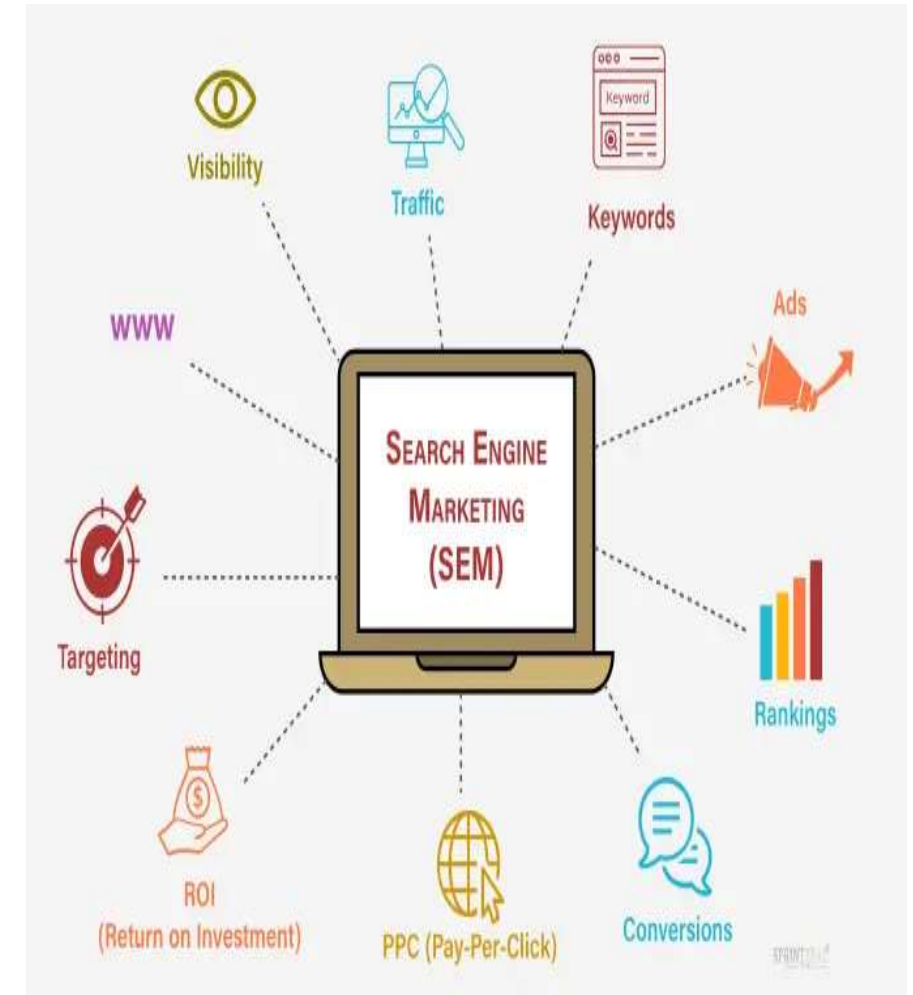 Visibility
Traffic
Keyword
Keywords
Ads
www
SEARCH ENGINE
MARKETING
(SEM)
Targeting
Rankings
$
ROI
(Return on Investment)
PPC (Pay-Per-Click)
Conversions